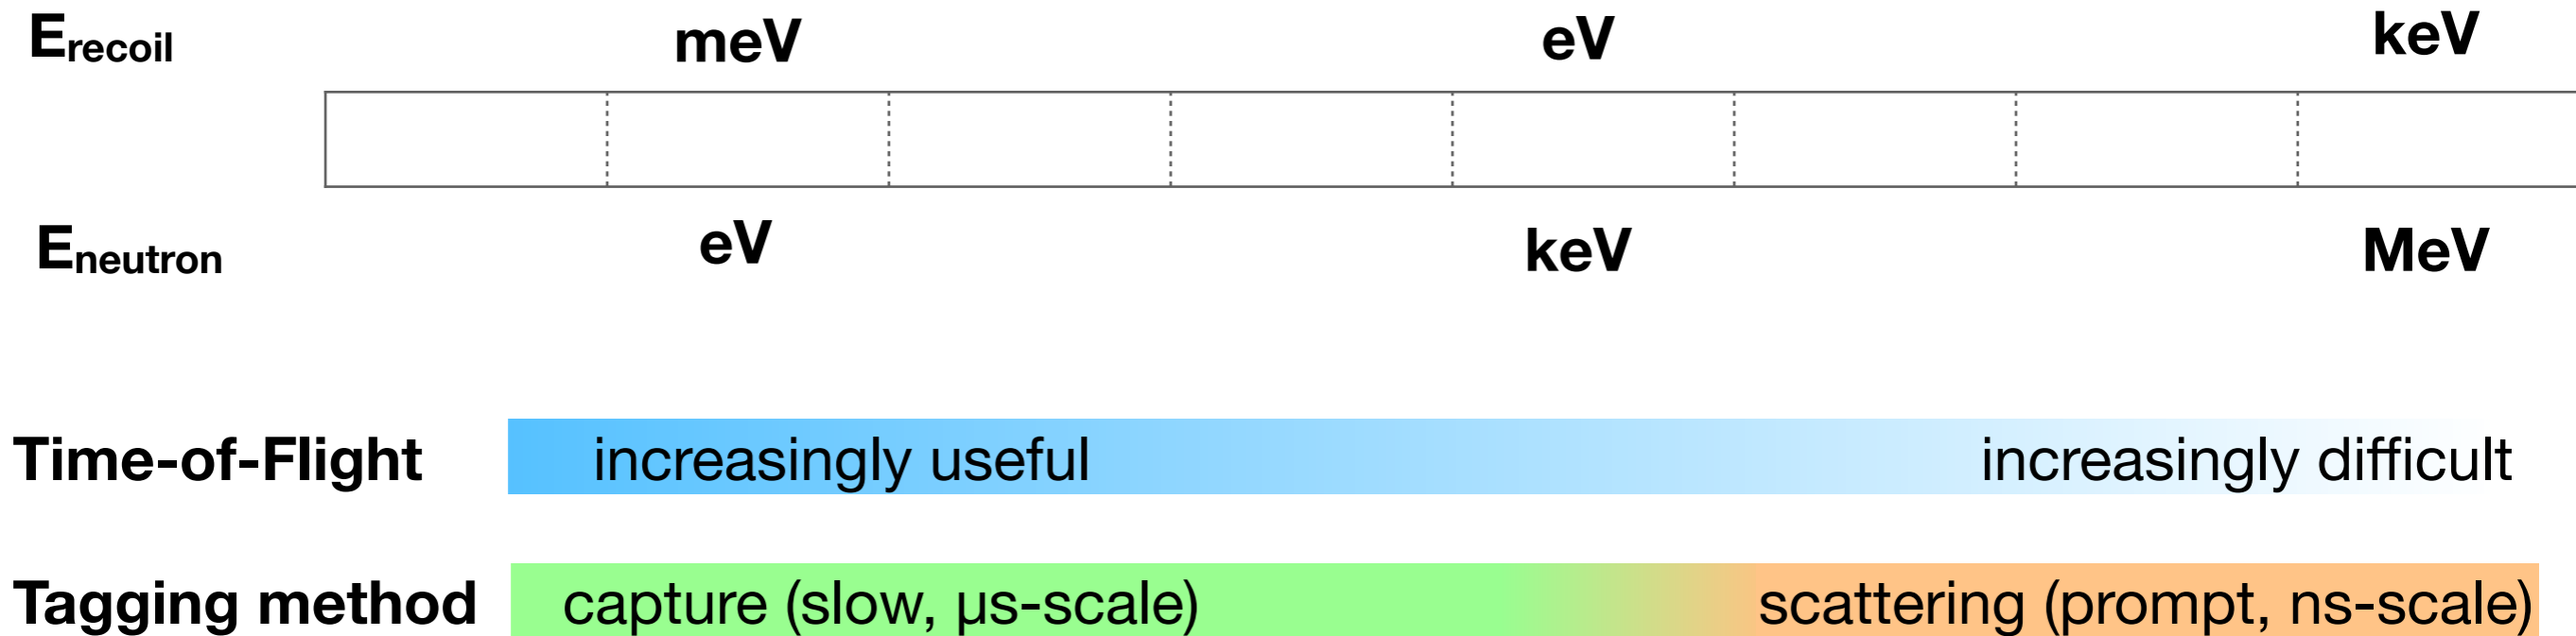 Erecoil meV eV keV
Eneutron eV keV MeV
Time-of-Flight increasingly useful increasingly difficult
Tagging method capture (slow, µs-scale) scattering (prompt, ns-scale)